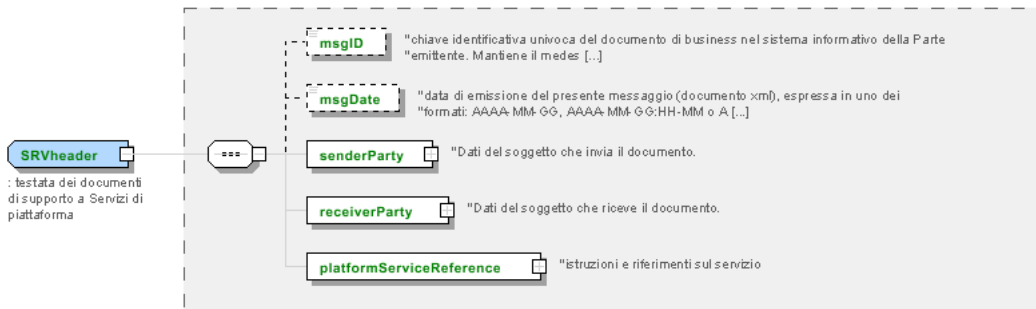 msgID
"chiave identificativa univoca del documento di business nel sistema informativo della Parte
"emittente. Mantiene il medes [...]
msgDate
"data di emissione del presente messaggio (documento xml), espressa in uno dei
"formati: AAAA-MM-GG, AAAA-MM-GG:HH-MM o A [...]
SRVheader
: testata dei documenti
di supporto a Servizi di
piattaforma
senderParty
"Dati del soggetto che invia il documento.
receiverParty
"Dati del soggetto che riceve il documento.
platformServiceReference
"istruzioni e riferimenti sul servizio